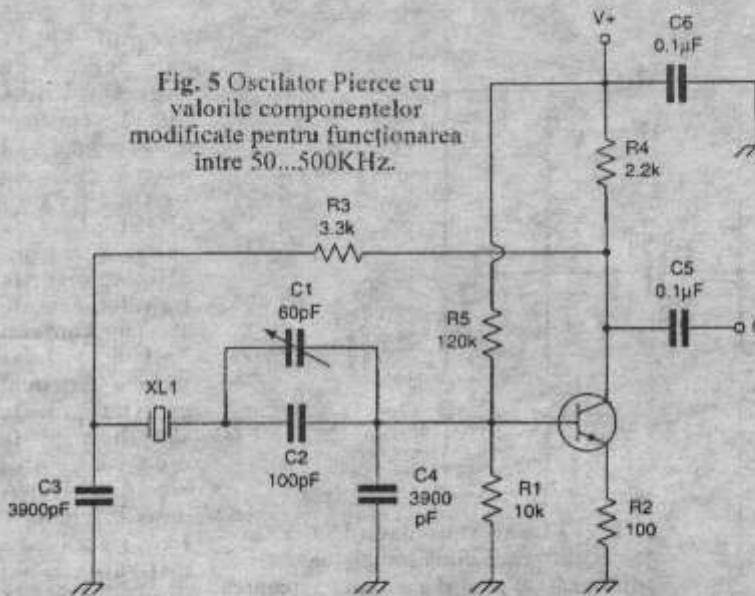 Fig. 5 Oscilator Pierce cu
valorile componentelor
modificate pentru funcționarea
intre 50...500KHz.
V+
C6
0.1µF
R4
2.2k
R3
3.3k
C5
0.1µF
C1
60pF
R5
120k
XL1
C2
100pF
C3
3900pF
C4
3900
pF
R1
10k
R2
100